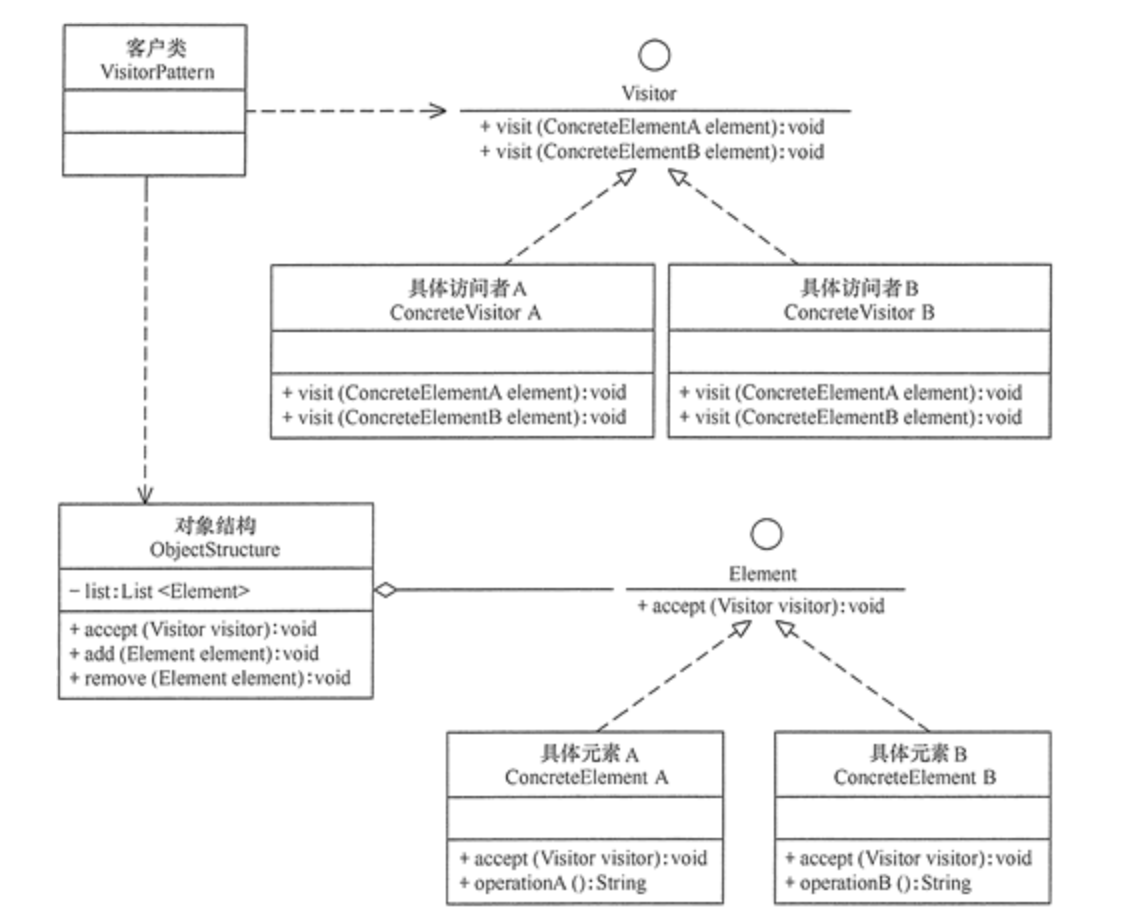 客户类
VisitorPattern
Visitor
+ visit (ConcreteElementA element): void
+ visit (ConcreteElementB element): void
具体访问者 A
ConcreteVisitor A
+ visit (ConcreteElementA element): void
+ visit (ConcreteElementB element): void
具体访问者 B
ConcreteVisitor B
+ visit (ConcreteElementA element): void
+ visit (ConcreteElementB element): void
对象结构
ObjectStructure
- list: List <Element>
+ accept (Visitor visitor): void
+ add (Element element): void
+ remove (Element element): void
Element
+ accept (Visitor visitor): void
具体元素 A
ConcreteElement A
+ accept (Visitor visitor): void
+ operationA (): String
具体元素 B
ConcreteElement B
+ accept (Visitor visitor): void
+ operationB (): String